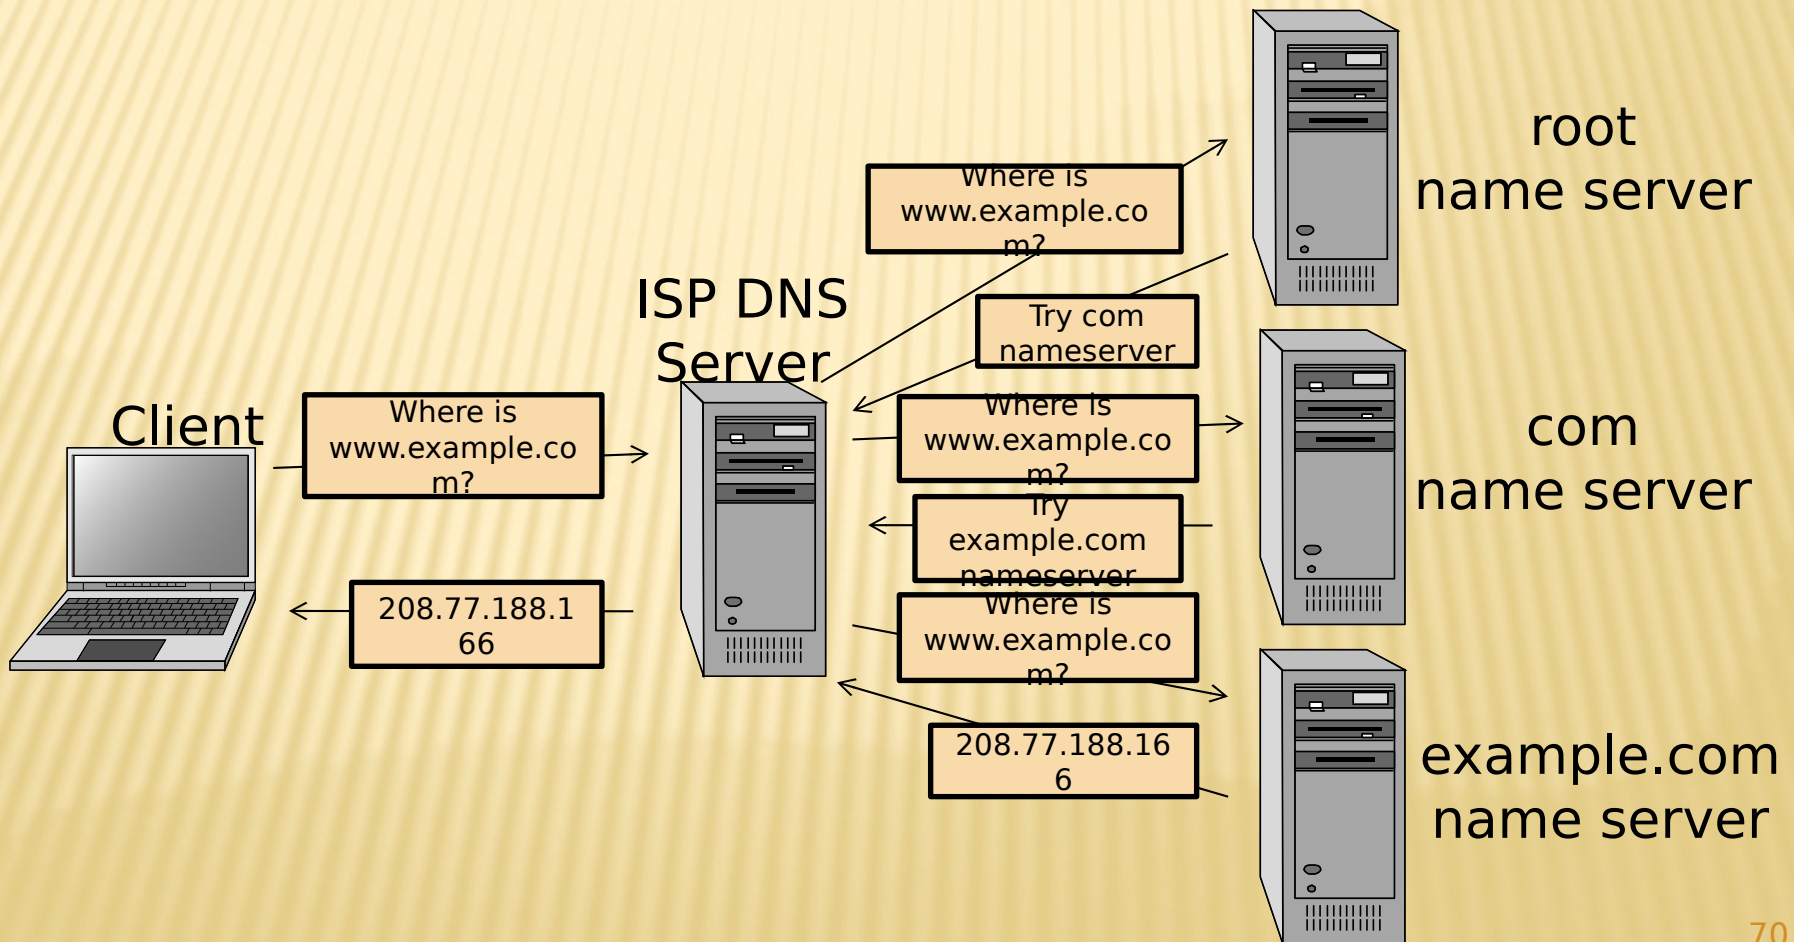 root
name server
Where is
www.example.co
m?
ISP DNS
Server
Try com
nameserver
Client
Where is
www.example.co
m?
Where is
www.example.co
m?
com
name server
Try
example.com
nameserver
208.77.188.1
66
Where is
www.example.co
m?
208.77.188.16
6
example.com
name server
70